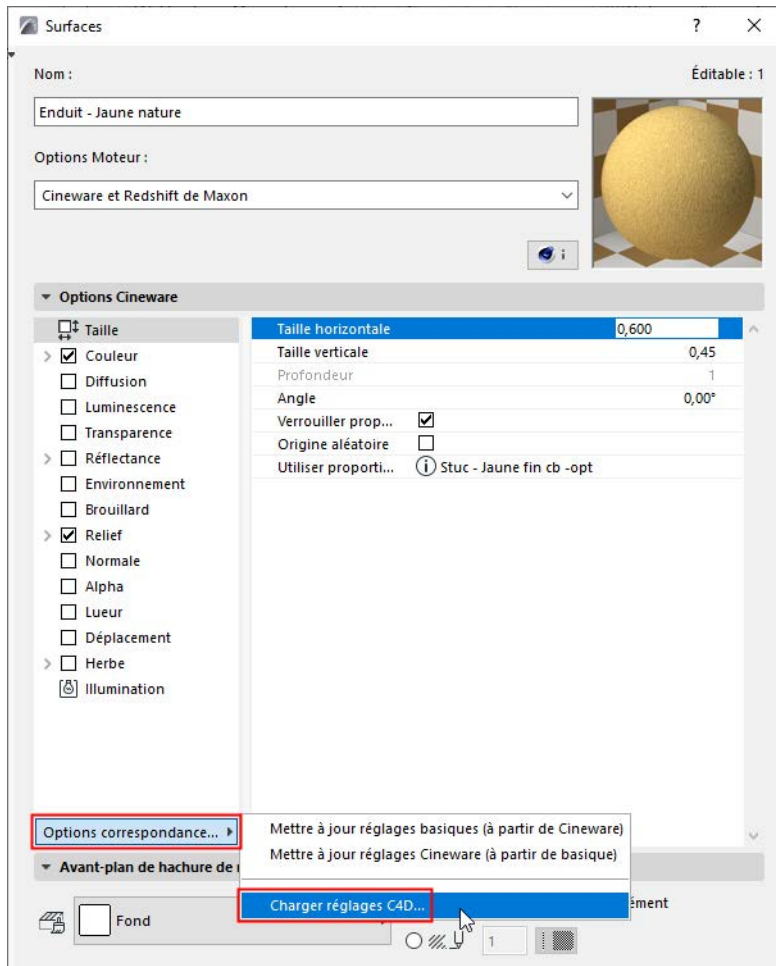 Surfaces
?
Nom :
Éditable : 1
Enduit - Jaune nature
Options Moteur :
Cineware et Redshift de Maxon
i
Options Cineware
Taille
Taille horizontale 0,600
Couleur
Taille verticale 0,45
Diffusion
Profondeur 1
Luminescence
Angle 0,00°
Transparence
Verrouiller prop...
Réflectance
Origine aléatoire
Environnement
Utiliser proporti... i Stuc - Jaune fin cb -opt
Brouillard
Relief
Normale
Alpha
Lueur
Déplacement
Herbe
Illumination
Options correspondance...
Mettre à jour réglages basiques (à partir de Cineware)
Mettre à jour réglages Cineware (à partir de basique)
Avant-plan de hachure de
Charger réglages C4D...
Fond
1